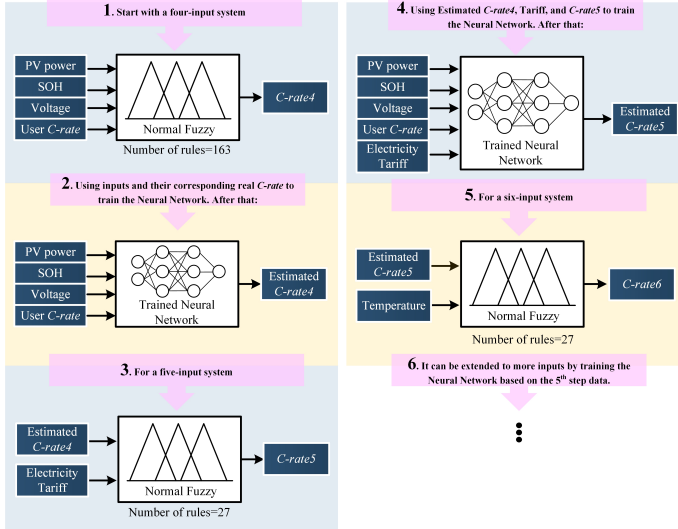 1. Start with a four-input system
PV power
SOH
Voltage
User C-rate
Normal Fuzzy
C-rate4
Number of rules=163
2. Using inputs and their corresponding real C-rate to
train the Neural Network. After that:
PV power
SOH
Voltage
User C-rate
Trained Neural
Network
Estimated
C-rate4
3. For a five-input system
Estimated
C-rate4
Electricity
Tariff
Normal Fuzzy
C-rate5
Number of rules=27
4. Using Estimated C-rate4, Tariff, and C-rate5 to train
the Neural Network. After that:
PV power
SOH
Voltage
User C-rate
Electricity
Tariff
Trained Neural
Network
Estimated
C-rate5
5. For a six-input system
Estimated
C-rate5
Temperature
Normal Fuzzy
C-rate6
Number of rules=27
6. It can be extended to more inputs by training the
Neural Network based on the 5th step data.